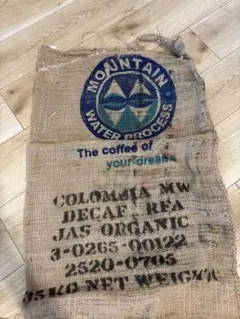 MOUNTAIN
WATER PROCESS
The coffee of
your dreams
COLOMBIA MW
DECAF RFA
JAS ORGANIC
3-0265-00122
2520-0705
35KG NET WEIGHT